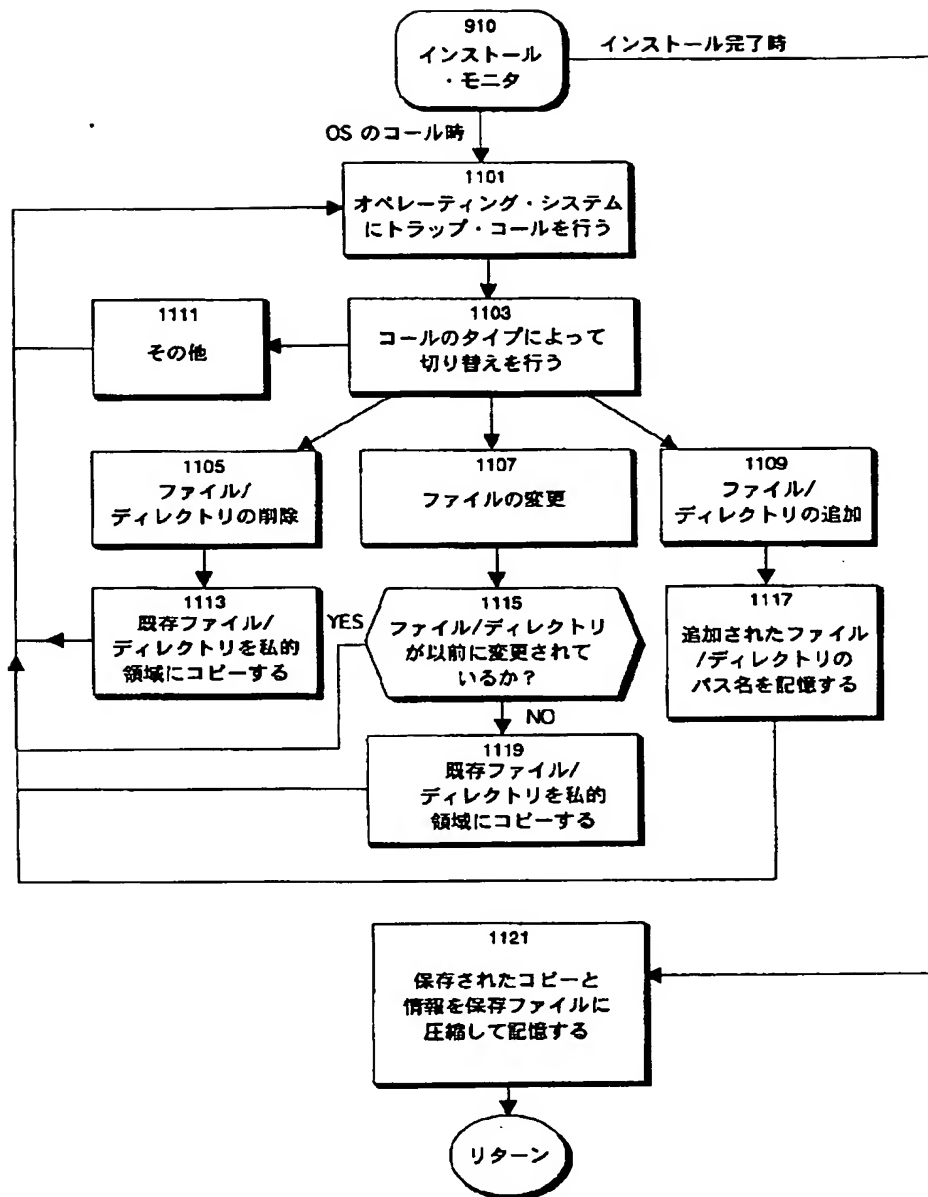 910
インストール
・モニタ
インストール完了時
OS のコール時
1101
オペレーティング・システム
にトラップ・コールを行う
1103
コールのタイプによって
切り替えを行う
1111
その他
1105
ファイル/
ディレクトリの削除
1107
ファイルの変更
1109
ファイル/
ディレクトリの追加
1113
既存ファイル/
ディレクトリを私的
領域にコピーする
YES
1115
ファイル/ディレクトリ
が以前に変更されて
いるか?
NO
1117
追加されたファイル
/ディレクトリの
パス名を記憶する
1119
既存ファイル/
ディレクトリを私的
領域にコピーする
1121
保存されたコピーと
情報を保存ファイルに
圧縮して記憶する
リターン